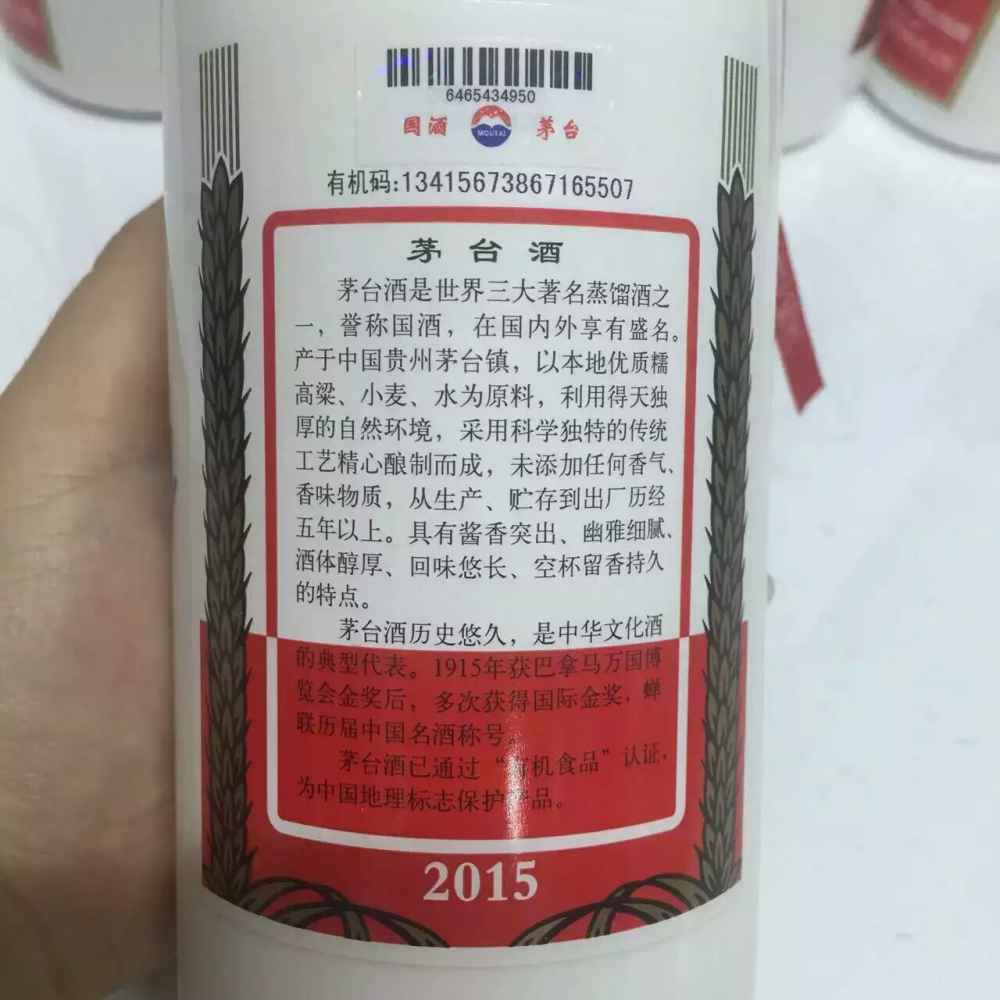 6465434950
国酒 MOUTAI 茅台
有机码:13415673867165507
茅台酒
茅台酒是世界三大著名蒸馏酒之
一，誉称国酒，在国内外享有盛名。
产于中国贵州茅台镇，以本地优质糯
高粱、小麦、水为原料，利用得天独
厚的自然环境，采用科学独特的传统
工艺精心酿制而成，未添加任何香气、
香味物质，从生产、贮存到出厂历经
五年以上。具有酱香突出、幽雅细腻、
酒体醇厚、回味悠长、空杯留香持久
的特点。
茅台酒历史悠久，是中华文化酒
的典型代表。1915年获巴拿马万国博
览会金奖后，多次获得国际金奖，蝉
联历届中国名酒称号。
茅台酒已通过“有机食品”认证，
为中国地理标志保护产品。
2015